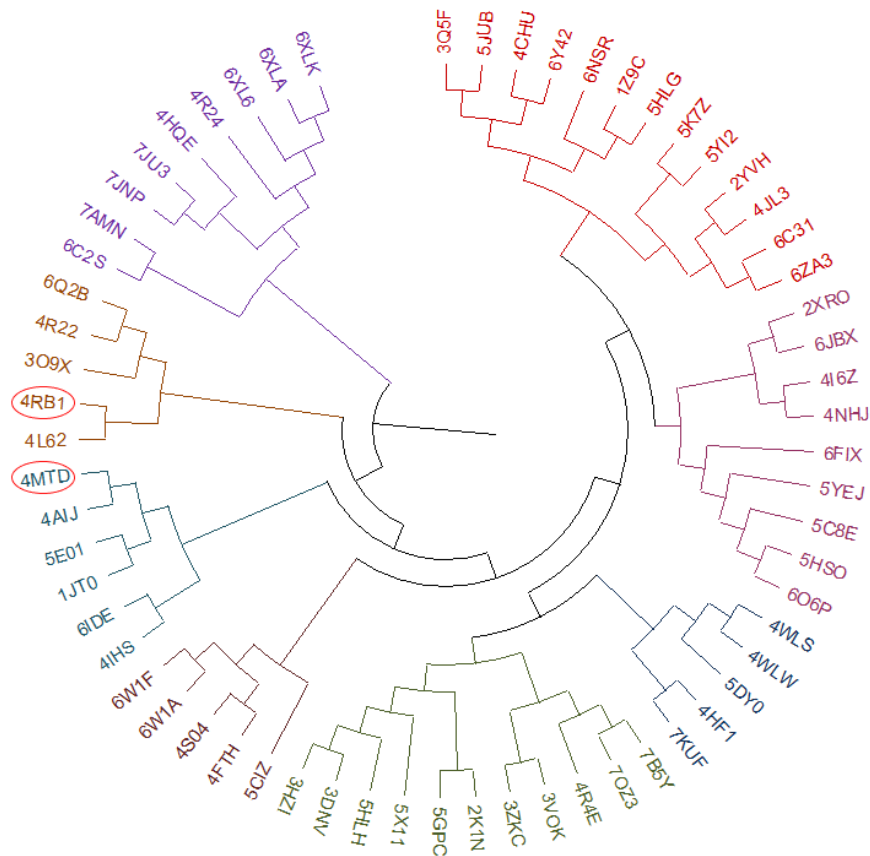 3Q5F
5JUB
4CHU
6Y42
6NSR
1Z9C
5HLG
5K7Z
5YI2
2YVH
4JL3
6C31
6ZA3
2XRO
6JBX
4I6Z
4NHJ
6FIX
5YEJ
5C8E
5HSO
6O6P
4WLS
4WLW
5DY0
4HF1
7KUF
7B5Y
7OZ3
4R4E
3VOK
3ZKC
2K1N
5GPC
5X11
5HLH
3DNV
3HZI
5CIZ
4FTH
4S04
6W1A
6W1F
4IHS
6IDE
1JT0
5E01
4AIJ
4MTD
4L62
4RB1
3O9X
4R22
6Q2B
6C2S
7AMN
7JNP
7JU3
4HQE
4R24
6XL6
6XLA
6XLK